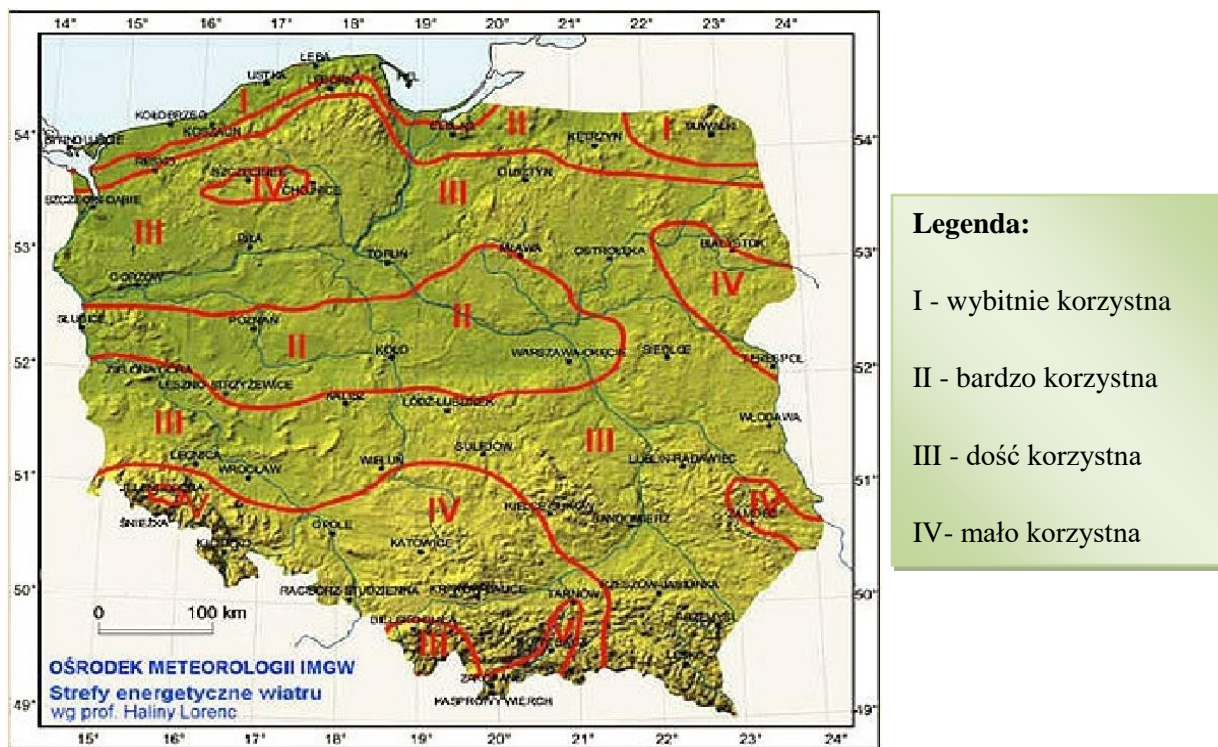 14° 15° 16° 17° 18° 19° 20° 21° 22° 23° 24°
ŁEBA
USTKA
HEL
LĘBORK
I
KOŁOBRZEG
KOSZALIN
54°
ELBLĄG
II
KĘTRZYN
I
SUWAŁKI
54°
RESKO
SZCZECINEK
IV
CHOJNICE
OLSZTYN
SZCZECIN-DĄBIE
III
III
53°
PIŁA
TORUŃ
MŁAWA
OSTROŁĘKA
BIAŁYSTOK
53°
GORZÓW
IV
SŁUBICE
POZNAŃ
II
II
KOŁO
WARSZAWA-OKĘCIE
SIEDLCE
TERESPOL
52°
52°
ZIELONA GÓRA
LESZNO-STRZYŻEWICE
KALISZ
ŁÓDŹ-LUBLINEK
WŁODAWA
III
III
SULEJÓW
LEGNICA
WROCŁAW
WIELUŃ
LUBLIN-RADAWIEC
51°
51°
IV
IV
ZAMOŚĆ
KIELCE-SUKÓW
SANDOMIERZ
ŚNIEŻKA
OPOLE
KŁODZKO
KATOWICE
50°
RACIBÓRZ-STUDZIENNA
TARNÓW
RZESZÓW-JASIONKA
50°
0 100 km
III
OŚRODEK METEOROLOGII IMGW
Strefy energetyczne wiatru
wg prof. Haliny Lorenc
KASPROWY WIERCH
49°
49°
15° 16° 17° 18° 19° 20° 21° 22° 23° 24°
Legenda:
I - wybitnie korzystna
II - bardzo korzystna
III - dość korzystna
IV- mało korzystna